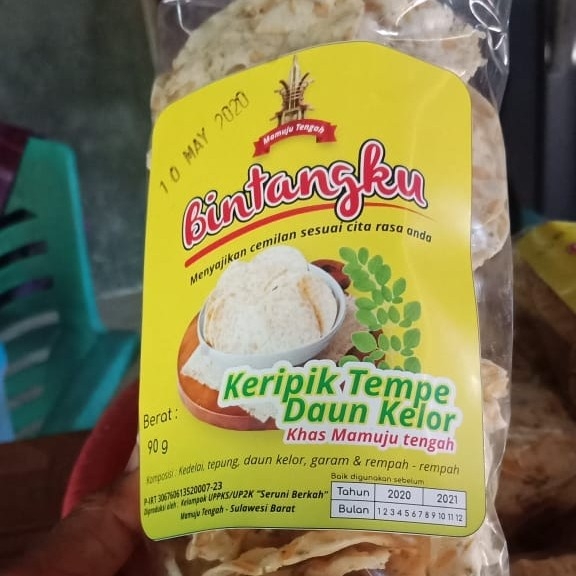 10 MAY 2020
Mamuju Tengah
Bintangku
Menyajikan cemilan sesuai cita rasa anda
Keripik Tempe
Daun Kelor
Khas Mamuju tengah
Berat :
90 g
Komposisi : Kedelai, tepung, daun kelor, garam & rempah - rempah
P-IRT 306760613520007-23
Diproduksi oleh : Kelompok UPPKS/UP2K "Seruni Berkah"
Mamuju Tengah - Sulawesi Barat
Baik digunakan sebelum
Tahun 2020 2021
Bulan 1 2 3 4 5 6 7 8 9 10 11 12